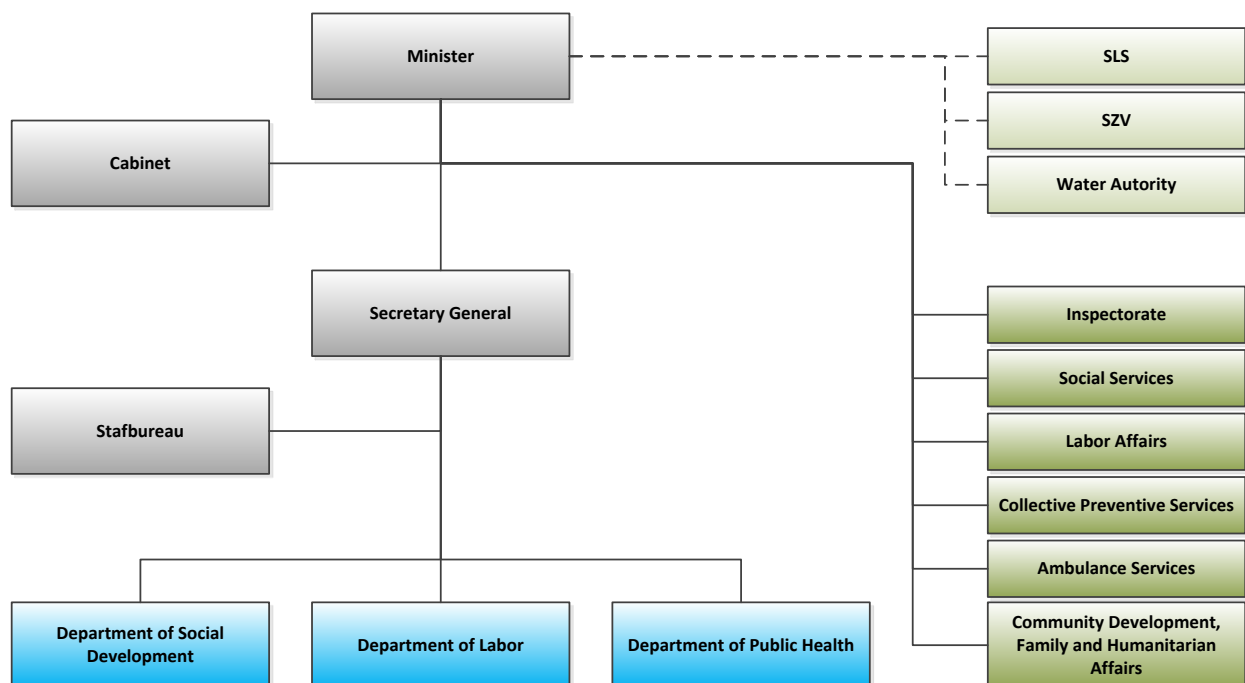 Minister
SLS
SZV
Cabinet
Water Autority
Secretary General
Inspectorate
Social Services
Stafbureau
Labor Affairs
Collective Preventive Services
Ambulance Services
Department of Social
Development
Department of Labor
Department of Public Health
Community Development,
Family and Humanitarian
Affairs